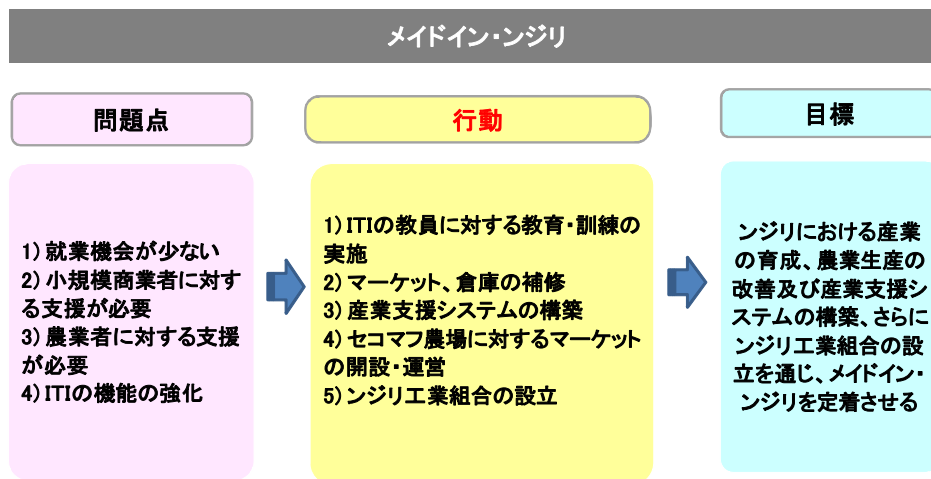 メイドイン・ンジリ
問題点
行動
目標
1) 就業機会が少ない
2) 小規模商業者に対す
る支援が必要
3) 農業者に対する支援
が必要
4) ITIの機能の強化
1) ITIの教員に対する教育・訓練の
実施
2) マーケット、倉庫の補修
3) 産業支援システムの構築
4) セコマフ農場に対するマーケット
の開設・運営
5) ンジリ工業組合の設立
ンジリにおける産業
の育成、農業生産の
改善及び産業支援シ
ステムの構築、さらに
ンジリ工業組合の設
立を通じ、メイドイン・
ンジリを定着させる